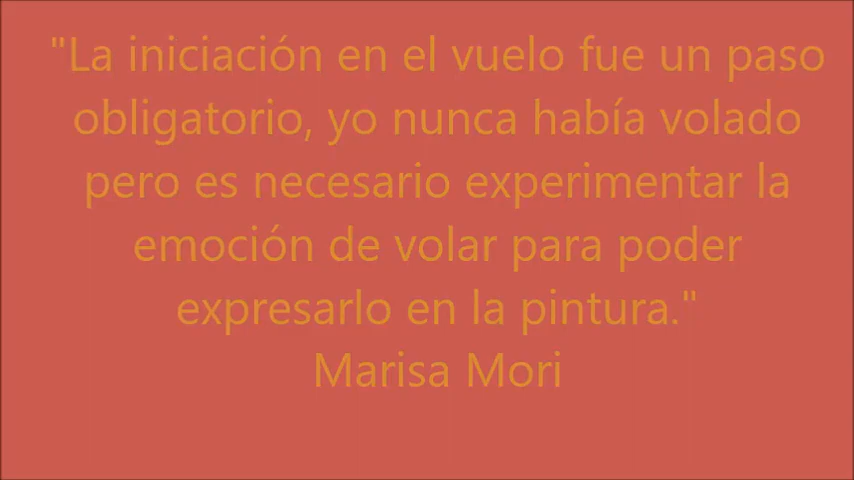 "La iniciación en el vuelo fue un paso
obligatorio, yo nunca había volado
pero es necesario experimentar la
emoción de volar para poder
expresarlo en la pintura."
Marisa Mori